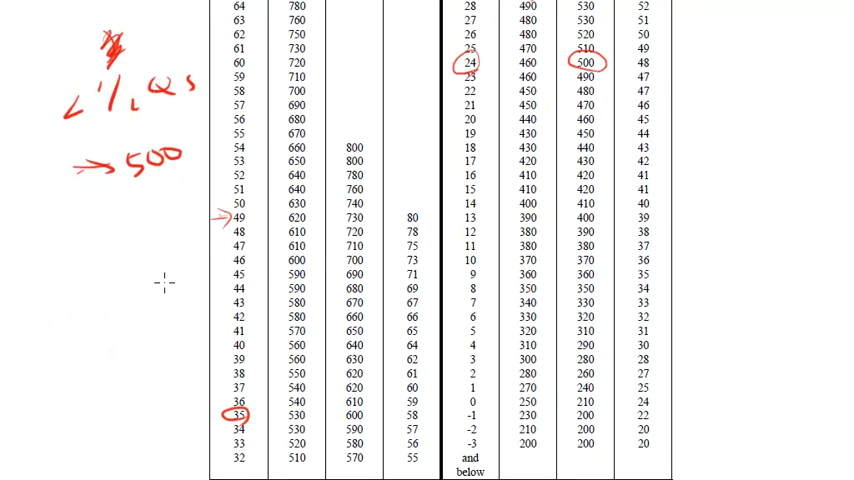 64 780 28 490 530 52
63 760 27 480 530 51
62 750 26 480 520 50
61 730 25 470 510 49
60 720 24 460 500 48
59 710 23 460 490 47
58 700 22 450 480 47
57 690 21 450 470 46
56 680 20 440 460 45
55 670 19 430 450 44
54 660 800 18 430 440 43
53 650 800 17 420 430 42
52 640 780 16 410 420 41
51 640 760 15 410 420 41
50 630 740 14 400 410 40
49 620 730 80 13 390 400 39
48 610 720 78 12 380 390 38
47 610 710 75 11 380 380 37
46 600 700 73 10 370 370 36
45 590 690 71 9 360 360 35
44 590 680 69 8 350 350 34
43 580 670 67 7 340 330 33
42 580 660 66 6 330 320 32
41 570 650 65 5 320 310 31
40 560 640 64 4 310 290 30
39 560 630 62 3 300 280 28
38 550 620 61 2 280 260 27
37 540 620 60 1 270 240 25
36 540 610 59 0 250 210 24
35 530 600 58 -1 230 200 22
34 530 590 57 -2 210 200 20
33 520 580 56 -3 200 200 20
32 510 570 55 and
below
< 1/2 Qs
→ 500